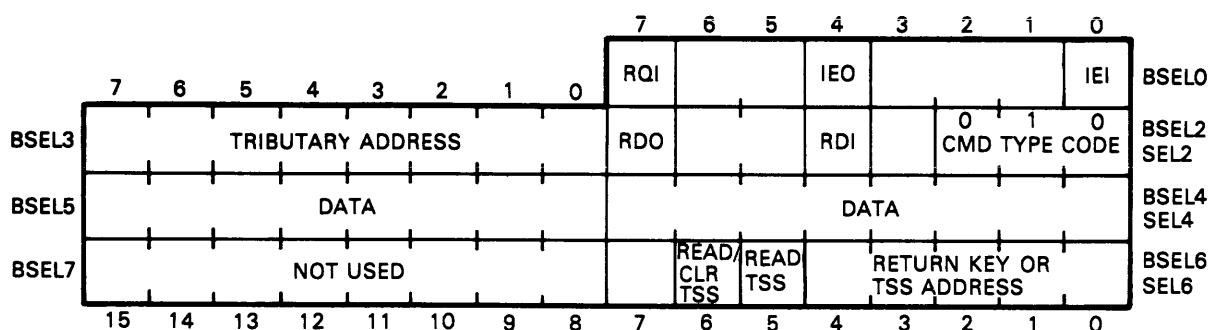 7 6 5 4 3 2 1 0
RQI IEO IEI BSEL0
7 6 5 4 3 2 1 0
BSEL3 TRIBUTARY ADDRESS RDO RDI 0 1 0 CMD TYPE CODE BSEL2 SEL2
BSEL5 DATA DATA BSEL4 SEL4
BSEL7 NOT USED READ/ CLR TSS READ TSS RETURN KEY OR TSS ADDRESS BSEL6 SEL6
15 14 13 12 11 10 9 8 7 6 5 4 3 2 1 0